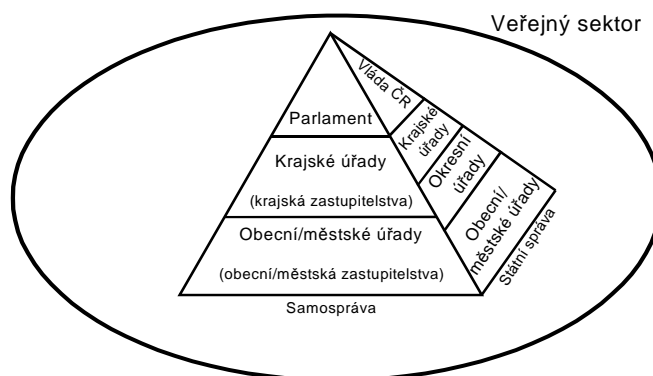 Veřejný sektor
Vláda ČR
Parlament
Krajské
úřady
Okresní
úřady
Krajské úřady
(krajská zastupitelstva)
Obecní/
městské úřady
Obecní/městské úřady
(obecní/městská zastupitelstva)
Státní správa
Samospráva